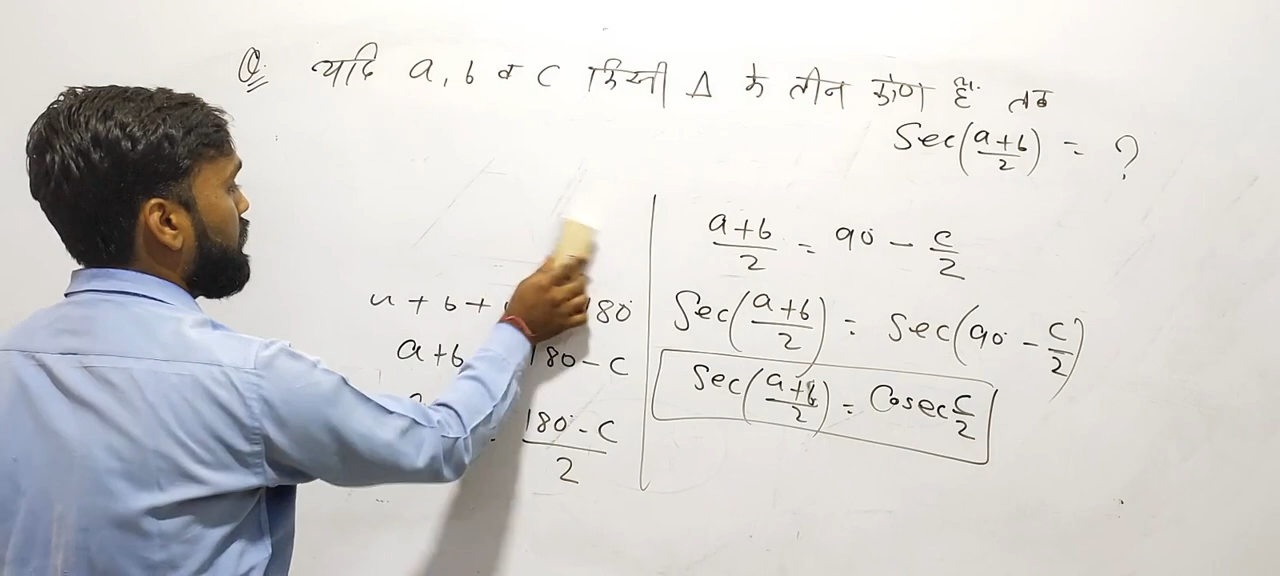 Q. यदि a, b व c किसी Δ के तीन कोण हैं तब
Sec(a+b/2) = ?
+ b + 180
a+b 180 - C
180° - C / 2
a+b/2 = 90 - c/2
Sec(a+b/2) = Sec(90° - c/2)
Sec(a+b/2) = Cosec c/2